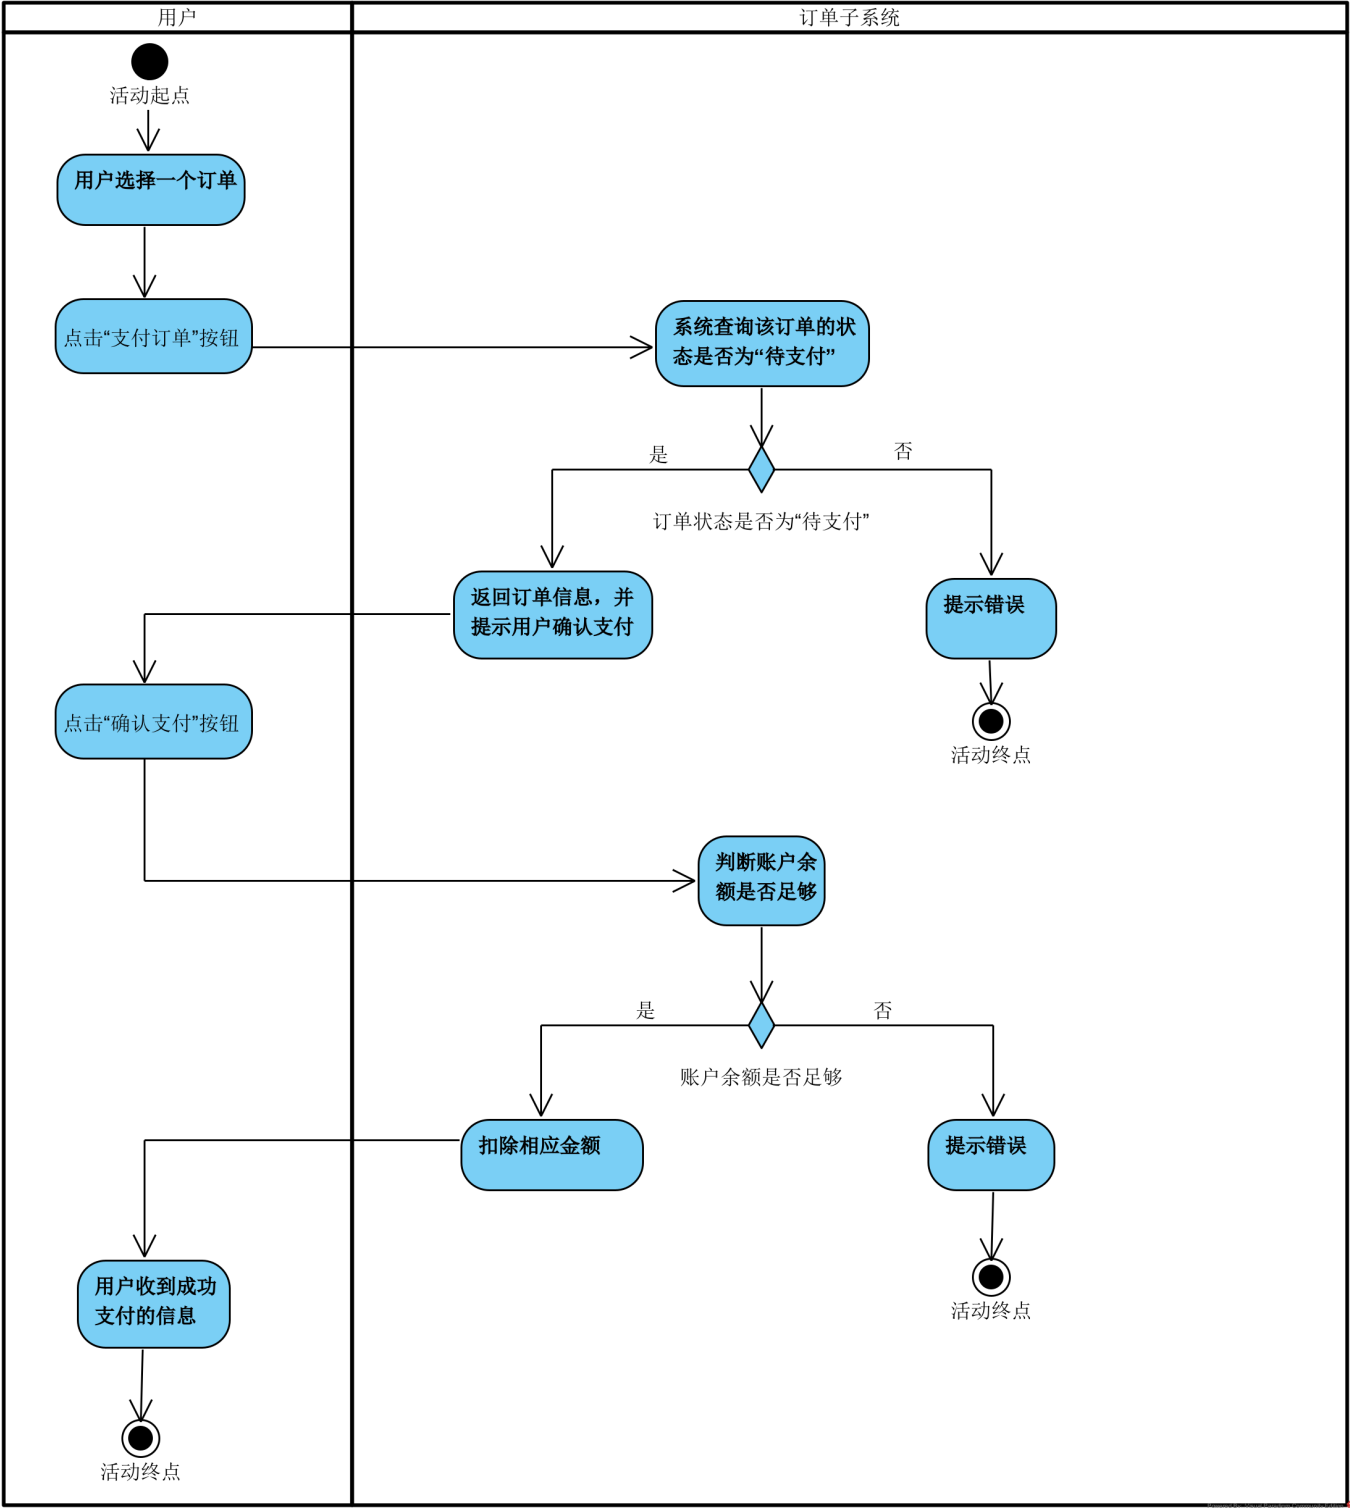 用户
订单子系统
活动起点
用户选择一个订单
点击“支付订单”按钮
系统查询该订单的状
态是否为“待支付”
是
否
订单状态是否为“待支付”
返回订单信息，并
提示用户确认支付
提示错误
点击“确认支付”按钮
活动终点
判断账户余
额是否足够
是
否
账户余额是否足够
扣除相应金额
提示错误
用户收到成功
支付的信息
活动终点
活动终点